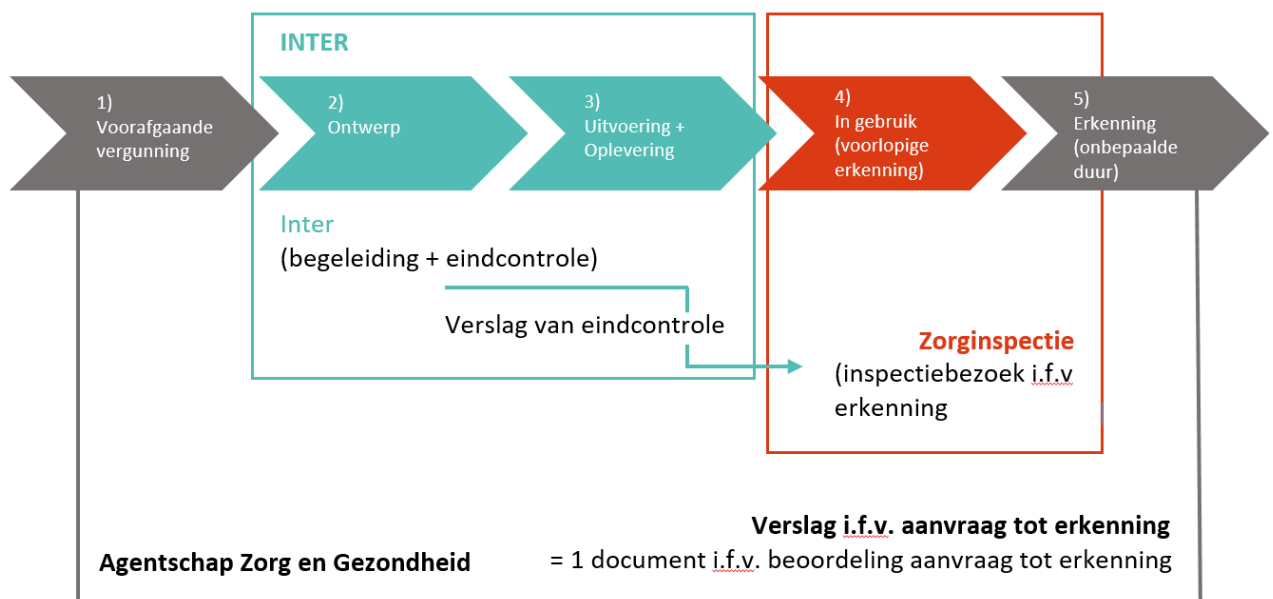 INTER
1)
Voorafgaande
vergunning
2)
Ontwerp
3)
Uitvoering +
Oplevering
4)
In gebruik
(voorlopige
erkenning)
5)
Erkenning
(onbepaalde
duur)
Inter
(begeleiding + eindcontrole)
Verslag van eindcontrole
Zorginspectie
(inspectiebezoek i.f.v
erkenning
Verslag i.f.v. aanvraag tot erkenning
Agentschap Zorg en Gezondheid
= 1 document i.f.v. beoordeling aanvraag tot erkenning